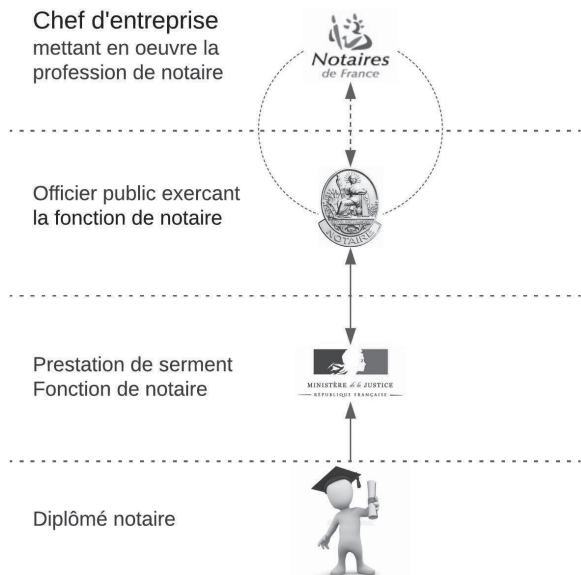 Chef d'entreprise
mettant en oeuvre la
profession de notaire
Notaires
de France
Officier public exercant
la fonction de notaire
NOTAIRE
Prestation de serment
Fonction de notaire
MINISTÈRE de la JUSTICE
RÉPUBLIQUE FRANÇAISE
Diplômé notaire